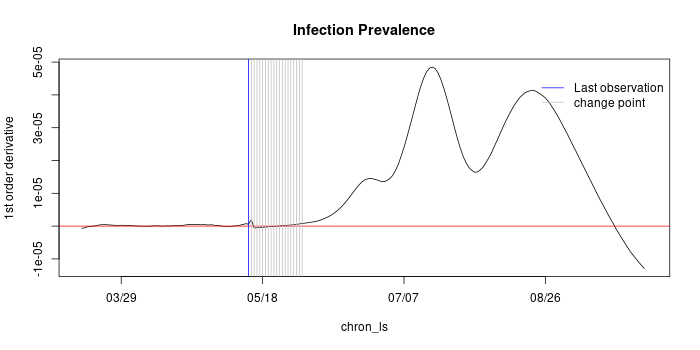 Infection Prevalence
1st order derivative
5e-05
3e-05
1e-05
-1e-05
Last observation
change point
03/29
05/18
07/07
08/26
chron_ls